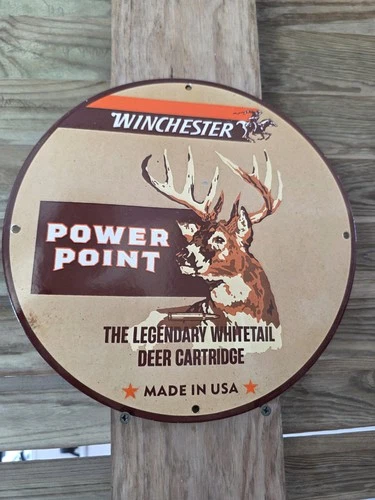 WINCHESTER
POWER
POINT
THE LEGENDARY WHITETAIL
DEER CARTRIDGE
MADE IN USA